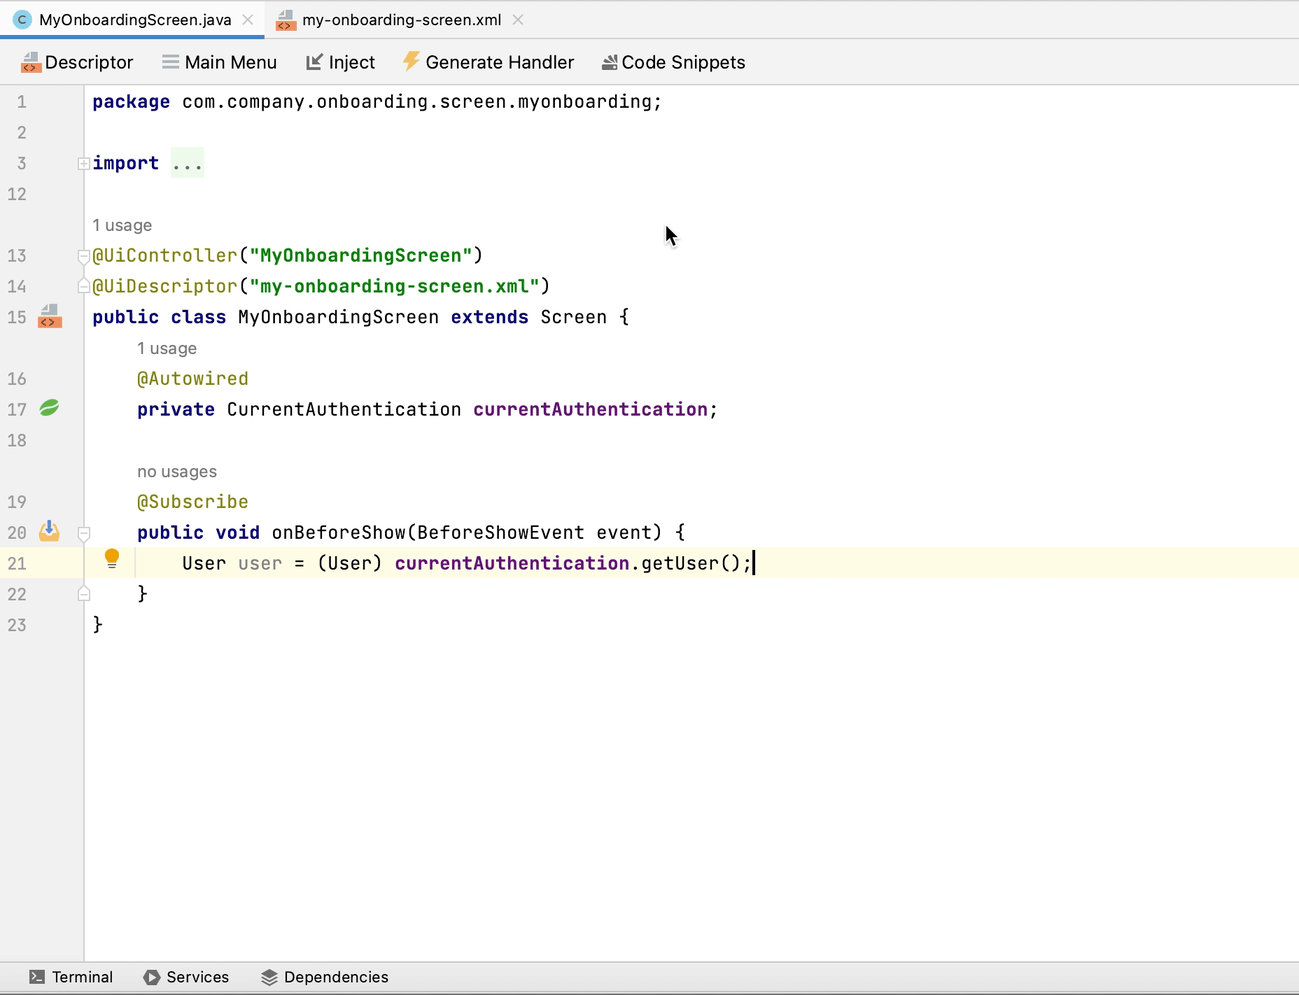 MyOnboardingScreen.java my-onboarding-screen.xml
Descriptor Main Menu Inject Generate Handler Code Snippets
1 package com.company.onboarding.screen.myonboarding;
2
3 import ...
12
1 usage
13 @UiController("MyOnboardingScreen")
14 @UiDescriptor("my-onboarding-screen.xml")
15 public class MyOnboardingScreen extends Screen {
1 usage
16 @Autowired
17 private CurrentAuthentication currentAuthentication;
18
no usages
19 @Subscribe
20 public void onBeforeShow(BeforeShowEvent event) {
21 User user = (User) currentAuthentication.getUser();
22 }
23 }
Terminal Services Dependencies